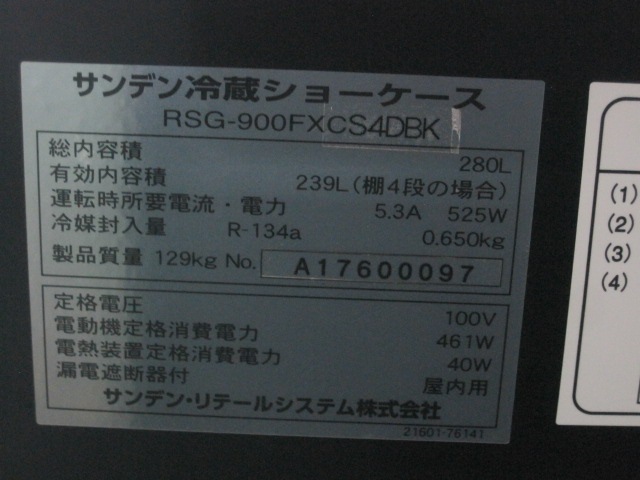 サンデン冷蔵ショーケース
RSG-900FXCS4DBK
総内容積 280L
有効内容積 239L(棚4段の場合)
運転時所要電流・電力 5.3A 525W
冷媒封入量 R-134a 0.650kg
製品質量 129kg No. A17600097
定格電圧 100V
電動機定格消費電力 461W
電熱装置定格消費電力 40W
漏電遮断器付 屋内用
サンデン・リテールシステム株式会社
21601-76141
(1)
(2)
(3)
(4)